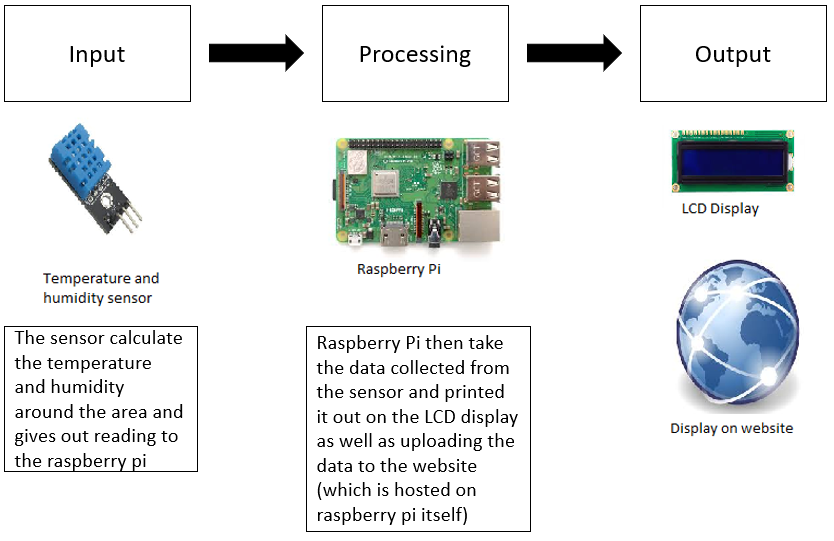 Input
Processing
Output
Temperature and
humidity sensor
Raspberry Pi
LCD Display
Display on website
The sensor calculate
the temperature
and humidity
around the area and
gives out reading to
the raspberry pi
Raspberry Pi then take
the data collected from
the sensor and printed
it out on the LCD display
as well as uploading the
data to the website
(which is hosted on
raspberry pi itself)